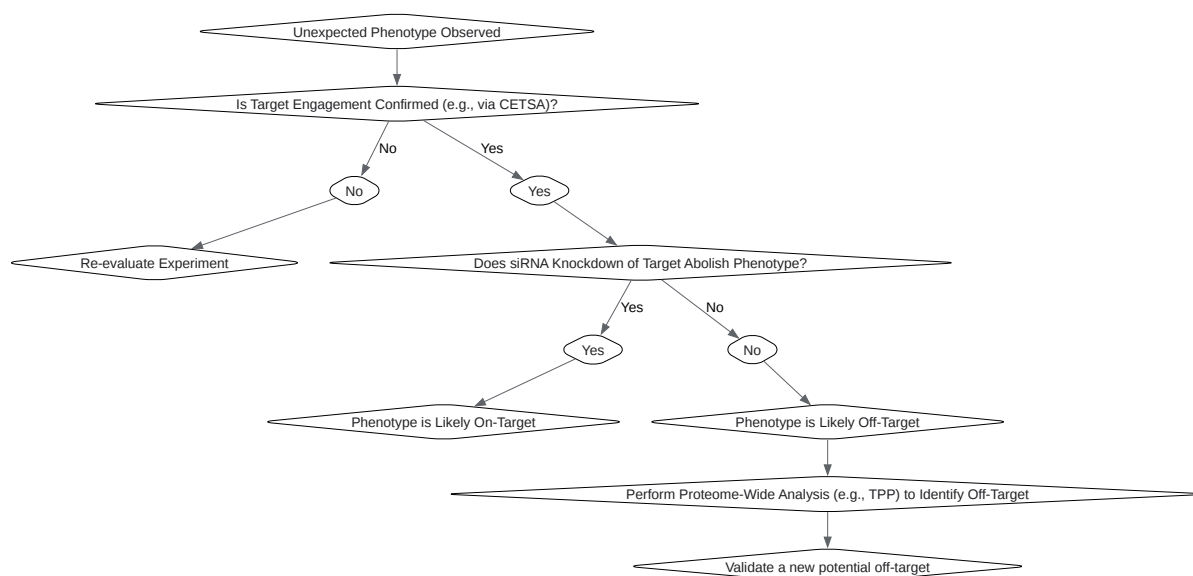 Unexpected Phenotype Observed
Is Target Engagement Confirmed (e.g., via CETSA)?
No
Yes
No
Yes
Re-evaluate Experiment
Does siRNA Knockdown of Target Abolish Phenotype?
Yes
No
Yes
No
Phenotype is Likely On-Target
Phenotype is Likely Off-Target
Perform Proteome-Wide Analysis (e.g., TPP) to Identify Off-Target
Validate a new potential off-target